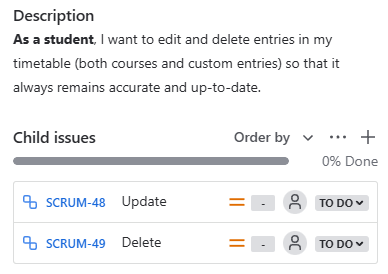 Description
As a student, I want to edit and delete entries in my
timetable (both courses and custom entries) so that it
always remains accurate and up-to-date.
Child issues Order by
0% Done
SCRUM-48 Update - TO DO
SCRUM-49 Delete - TO DO